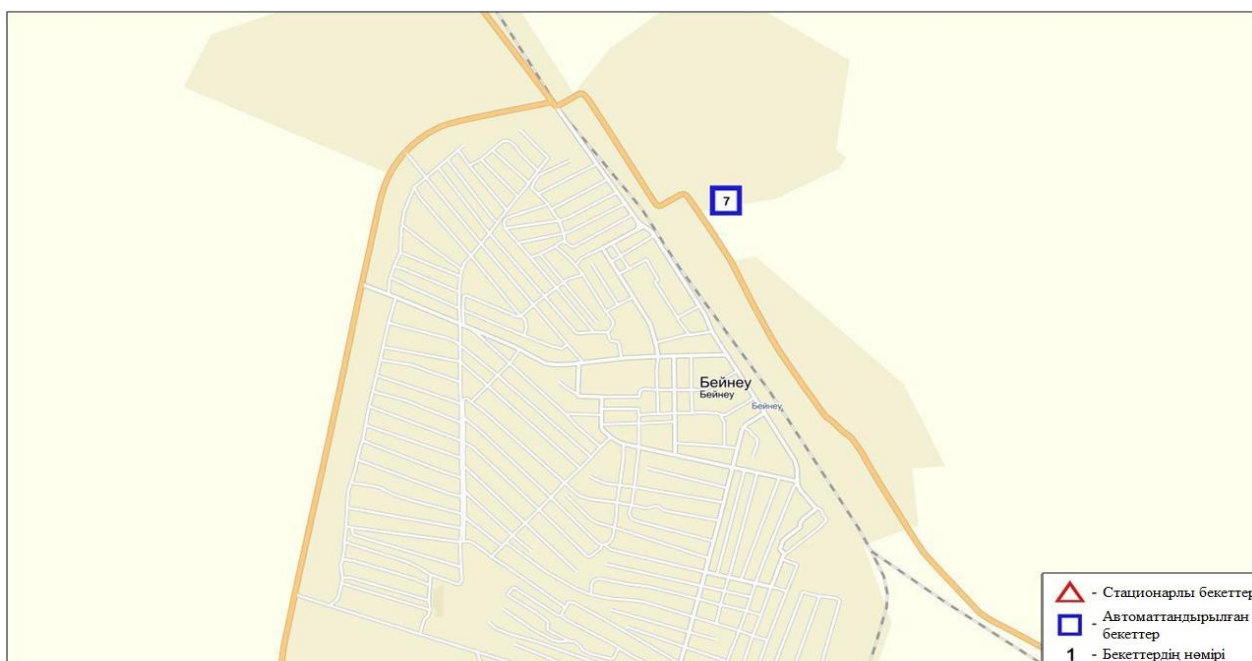 7
Бейнеу
Бейнеу
Бейнеу
- Стационарлы бекеттер
- Автоматтандырылған
бекеттер
1 - Бекеттердің нөмірі